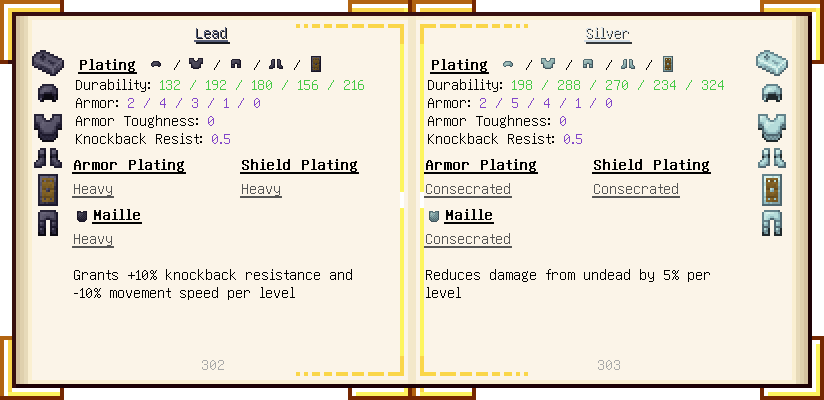 Lead
Plating / / / /
Durability: 132 / 192 / 180 / 156 / 216
Armor: 2 / 4 / 3 / 1 / 0
Armor Toughness: 0
Knockback Resist: 0.5
Armor Plating Shield Plating
Heavy Heavy
Maille
Heavy
Grants +10% knockback resistance and
-10% movement speed per level
302
Silver
Plating / / / /
Durability: 198 / 288 / 270 / 234 / 324
Armor: 2 / 5 / 4 / 1 / 0
Armor Toughness: 0
Knockback Resist: 0.5
Armor Plating Shield Plating
Consecrated Consecrated
Maille
Consecrated
Reduces damage from undead by 5% per
level
303